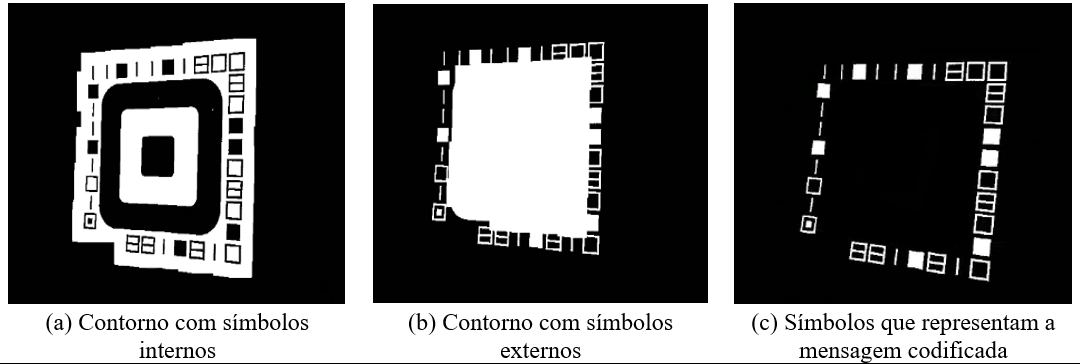 (a) Contorno com símbolos
internos
(b) Contorno com símbolos
externos
(c) Símbolos que representam a
mensagem codificada